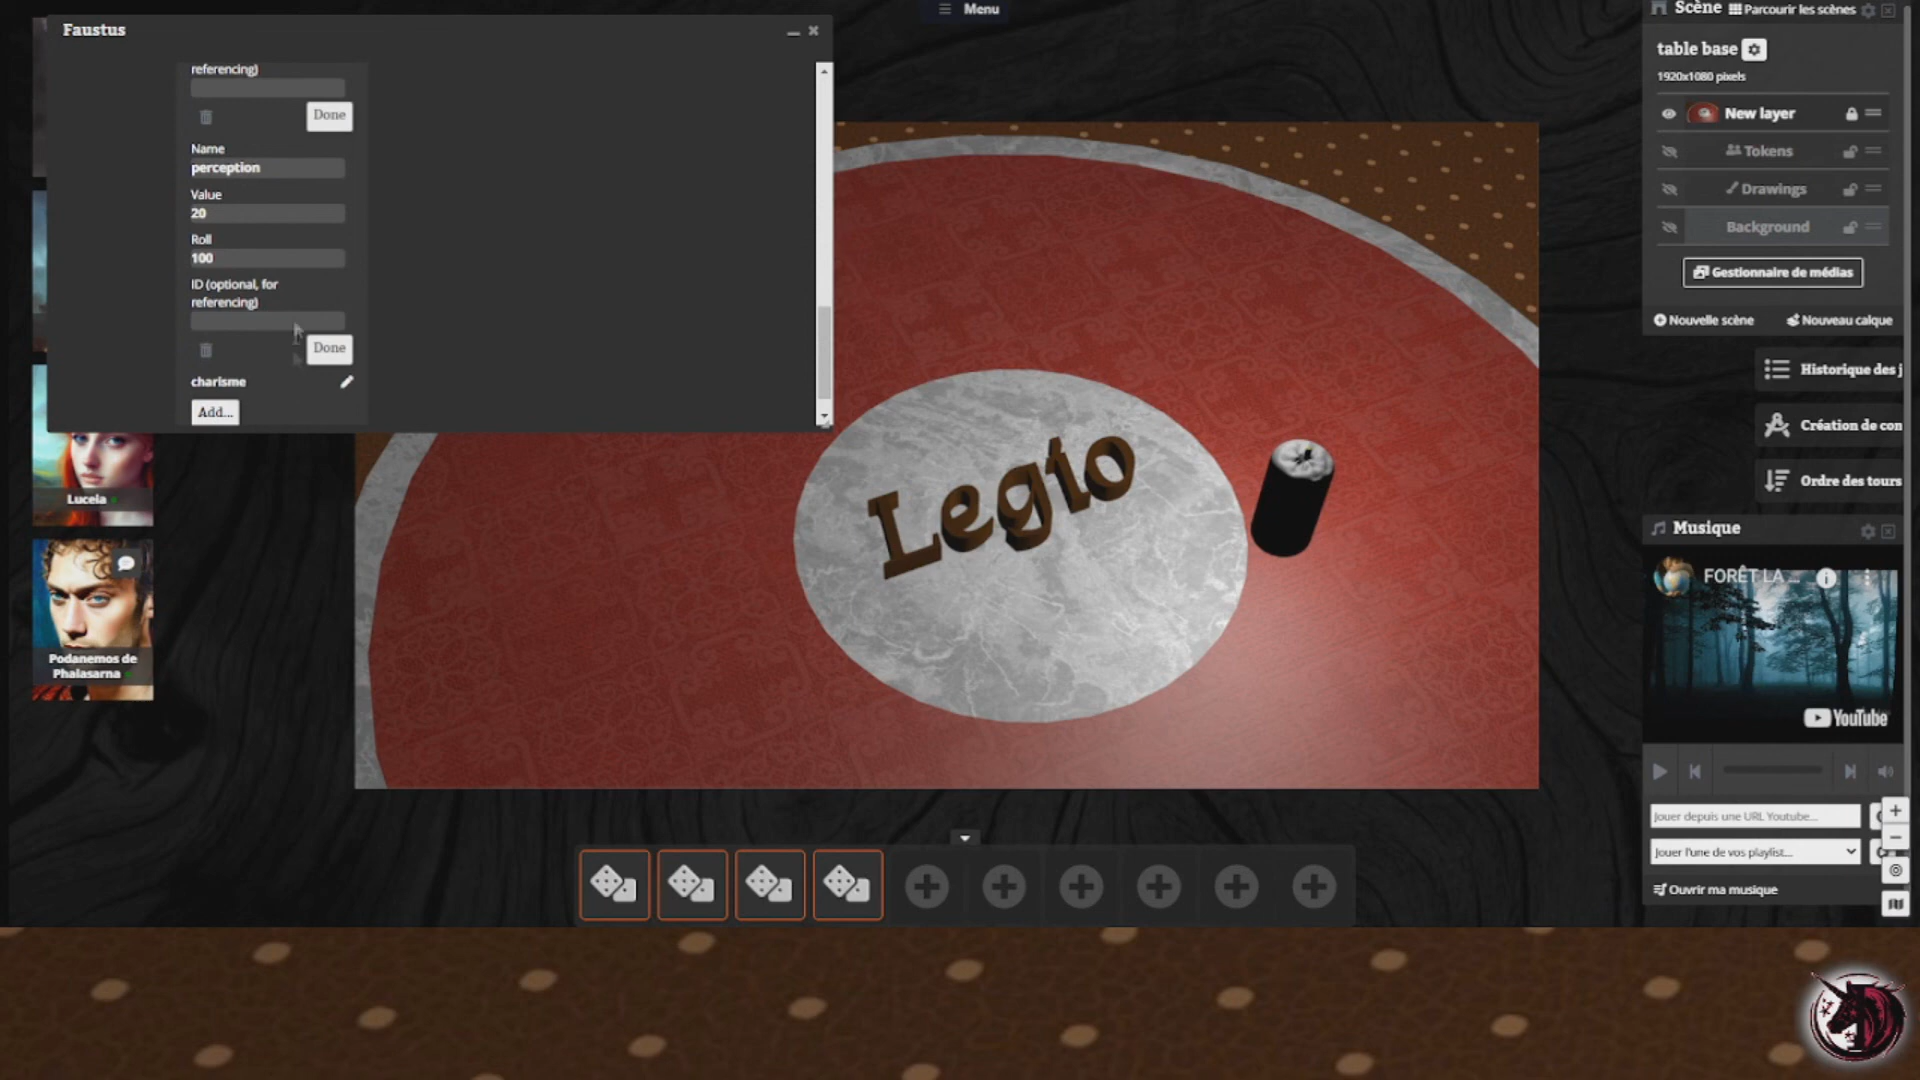 Faustus
Menu
Scène Parcourir les scènes
referencing)
Done
Name
perception
Value
20
Roll
100
ID (optional, for
referencing)
Done
charisme
Add...
table base
1920x1080 pixels
New layer
Tokens
Drawings
Background
Gestionnaire de médias
Nouvelle scène
Nouveau calque
Historique des j
Création de con
Ordre des tours
Legio
Lucela
Podanemos de
Phalasarna
Musique
FORÊT LA ...
YouTube
Jouer depuis une URL Youtube...
Jouer l'une de vos playlist...
Ouvrir ma musique